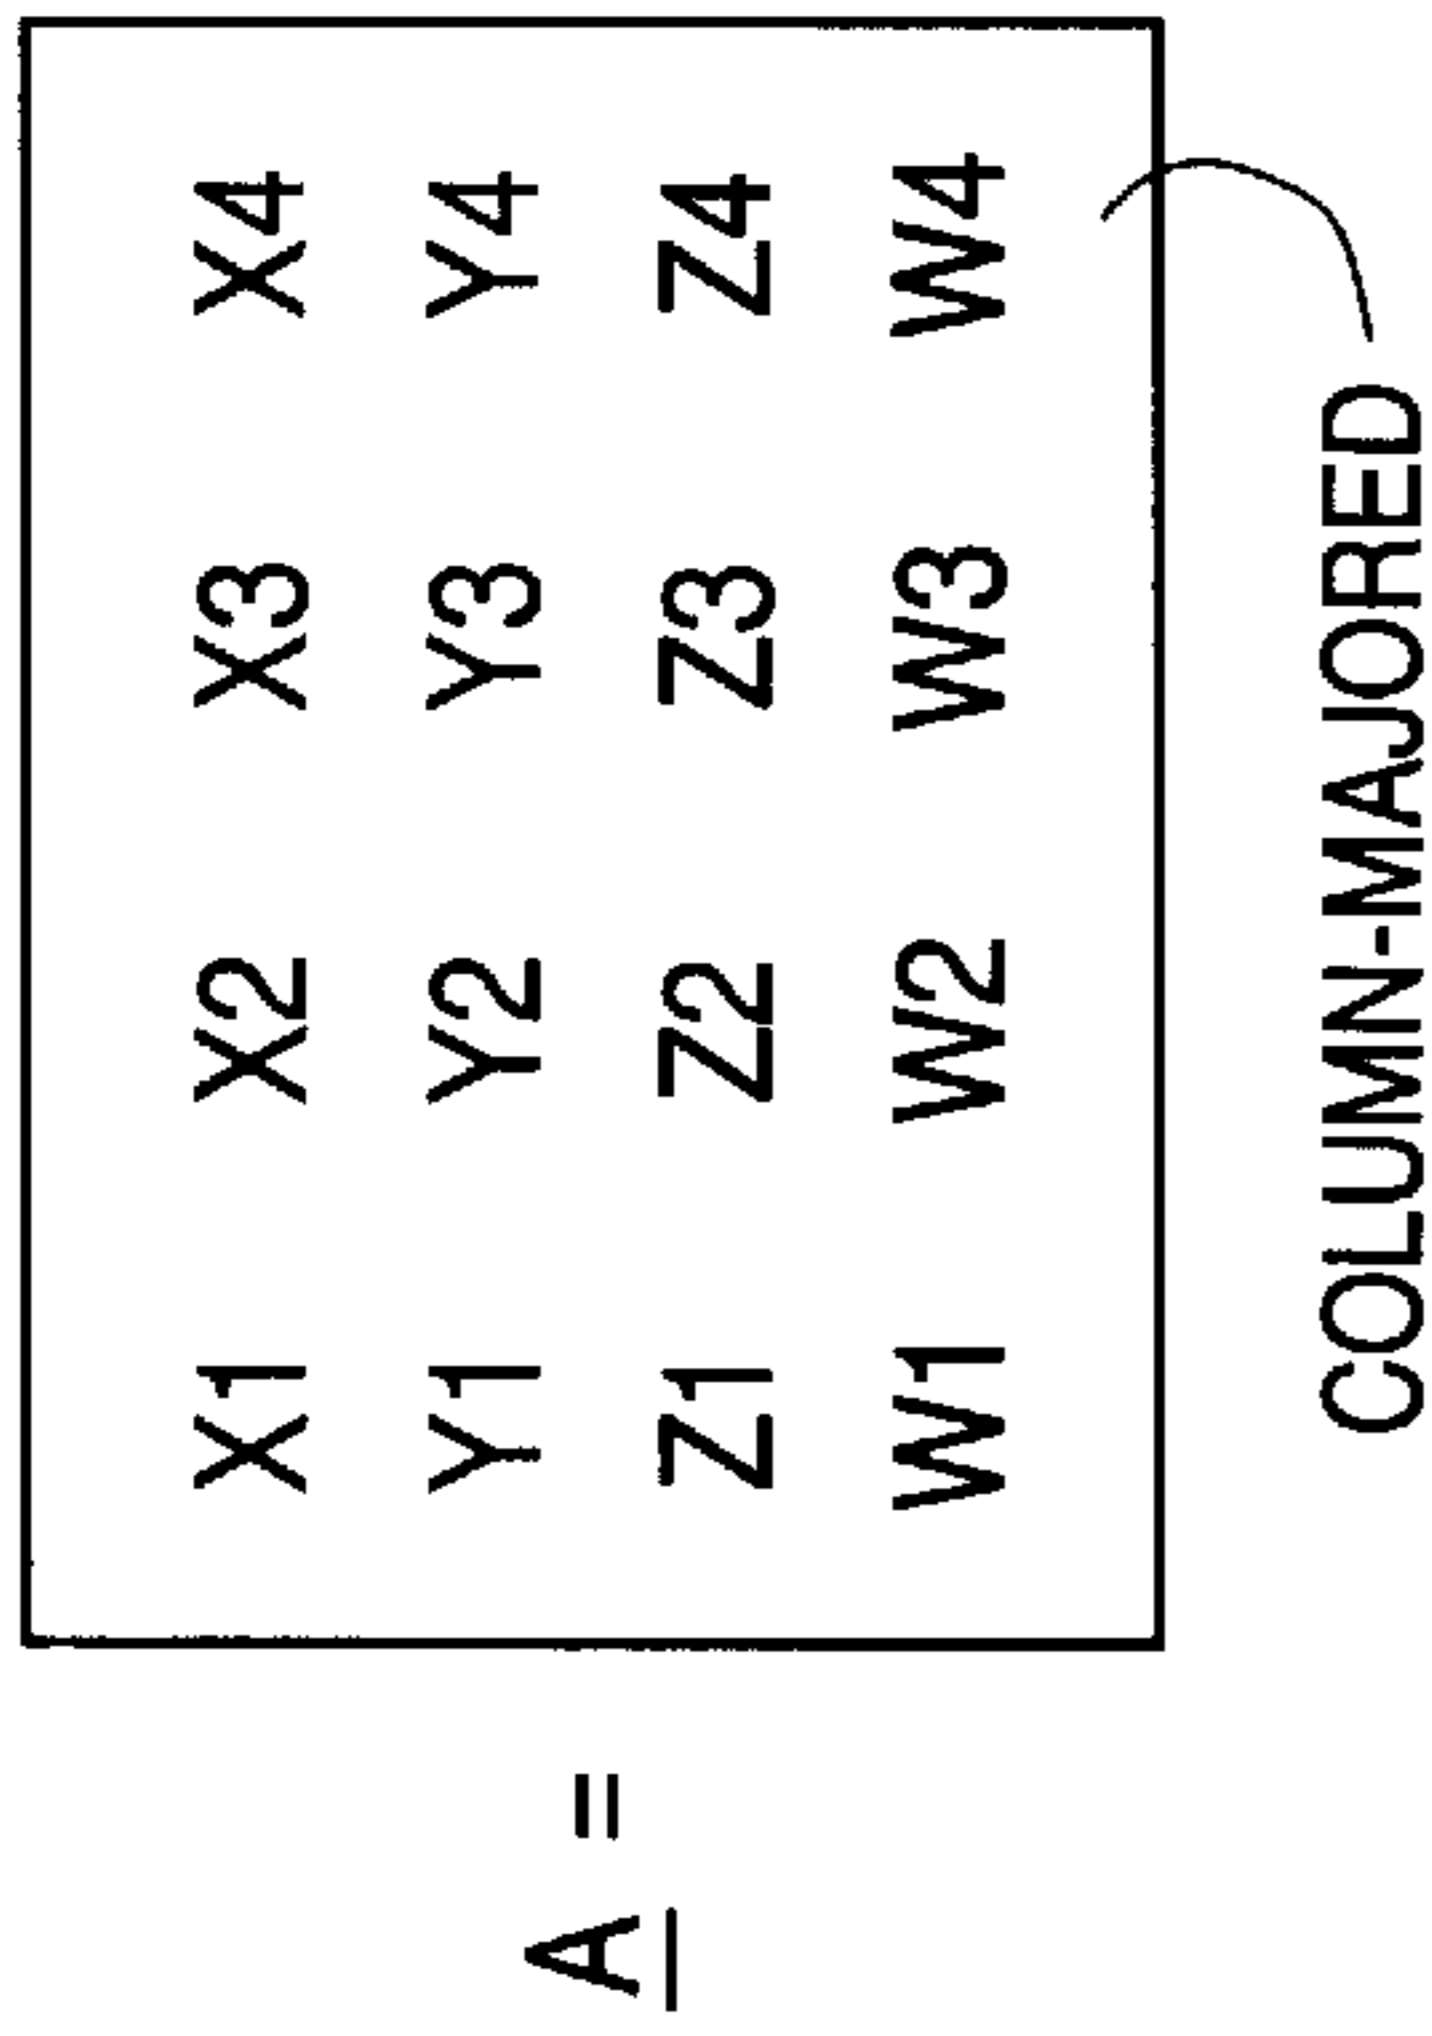 X1 X2 X3 X4
Y1 Y2 Y3 Y4
A = Z1 Z2 Z3 Z4
W1 W2 W3 W4
COLUMN-MAJORED